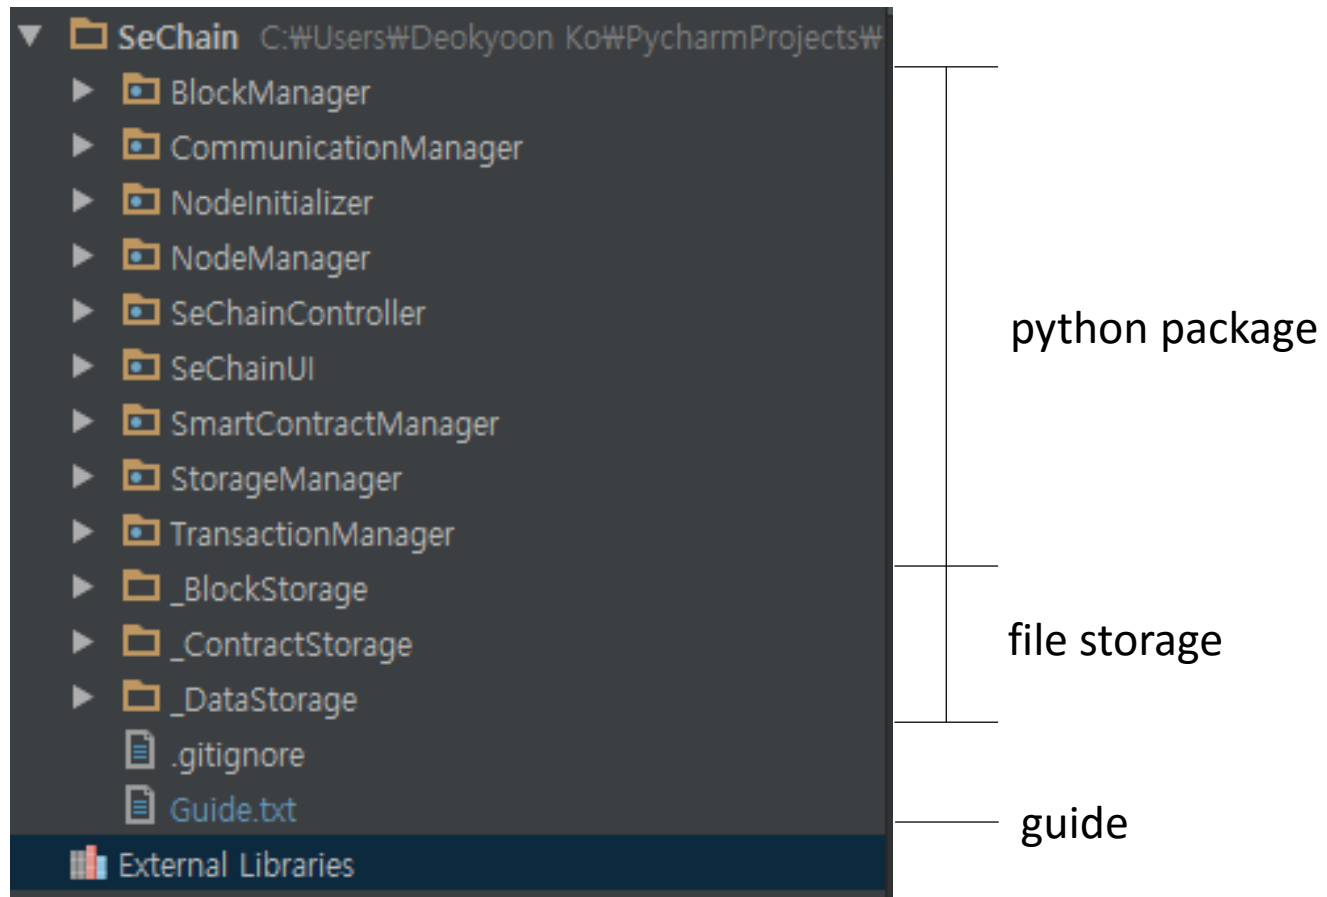 SeChain C:₩Users₩Deokyoon Ko₩PycharmProjects₩
BlockManager
CommunicationManager
NodeInitializer
NodeManager
SeChainController
SeChainUI
SmartContractManager
StorageManager
TransactionManager
_BlockStorage
_ContractStorage
_DataStorage
.gitignore
Guide.txt
External Libraries
python package
file storage
guide